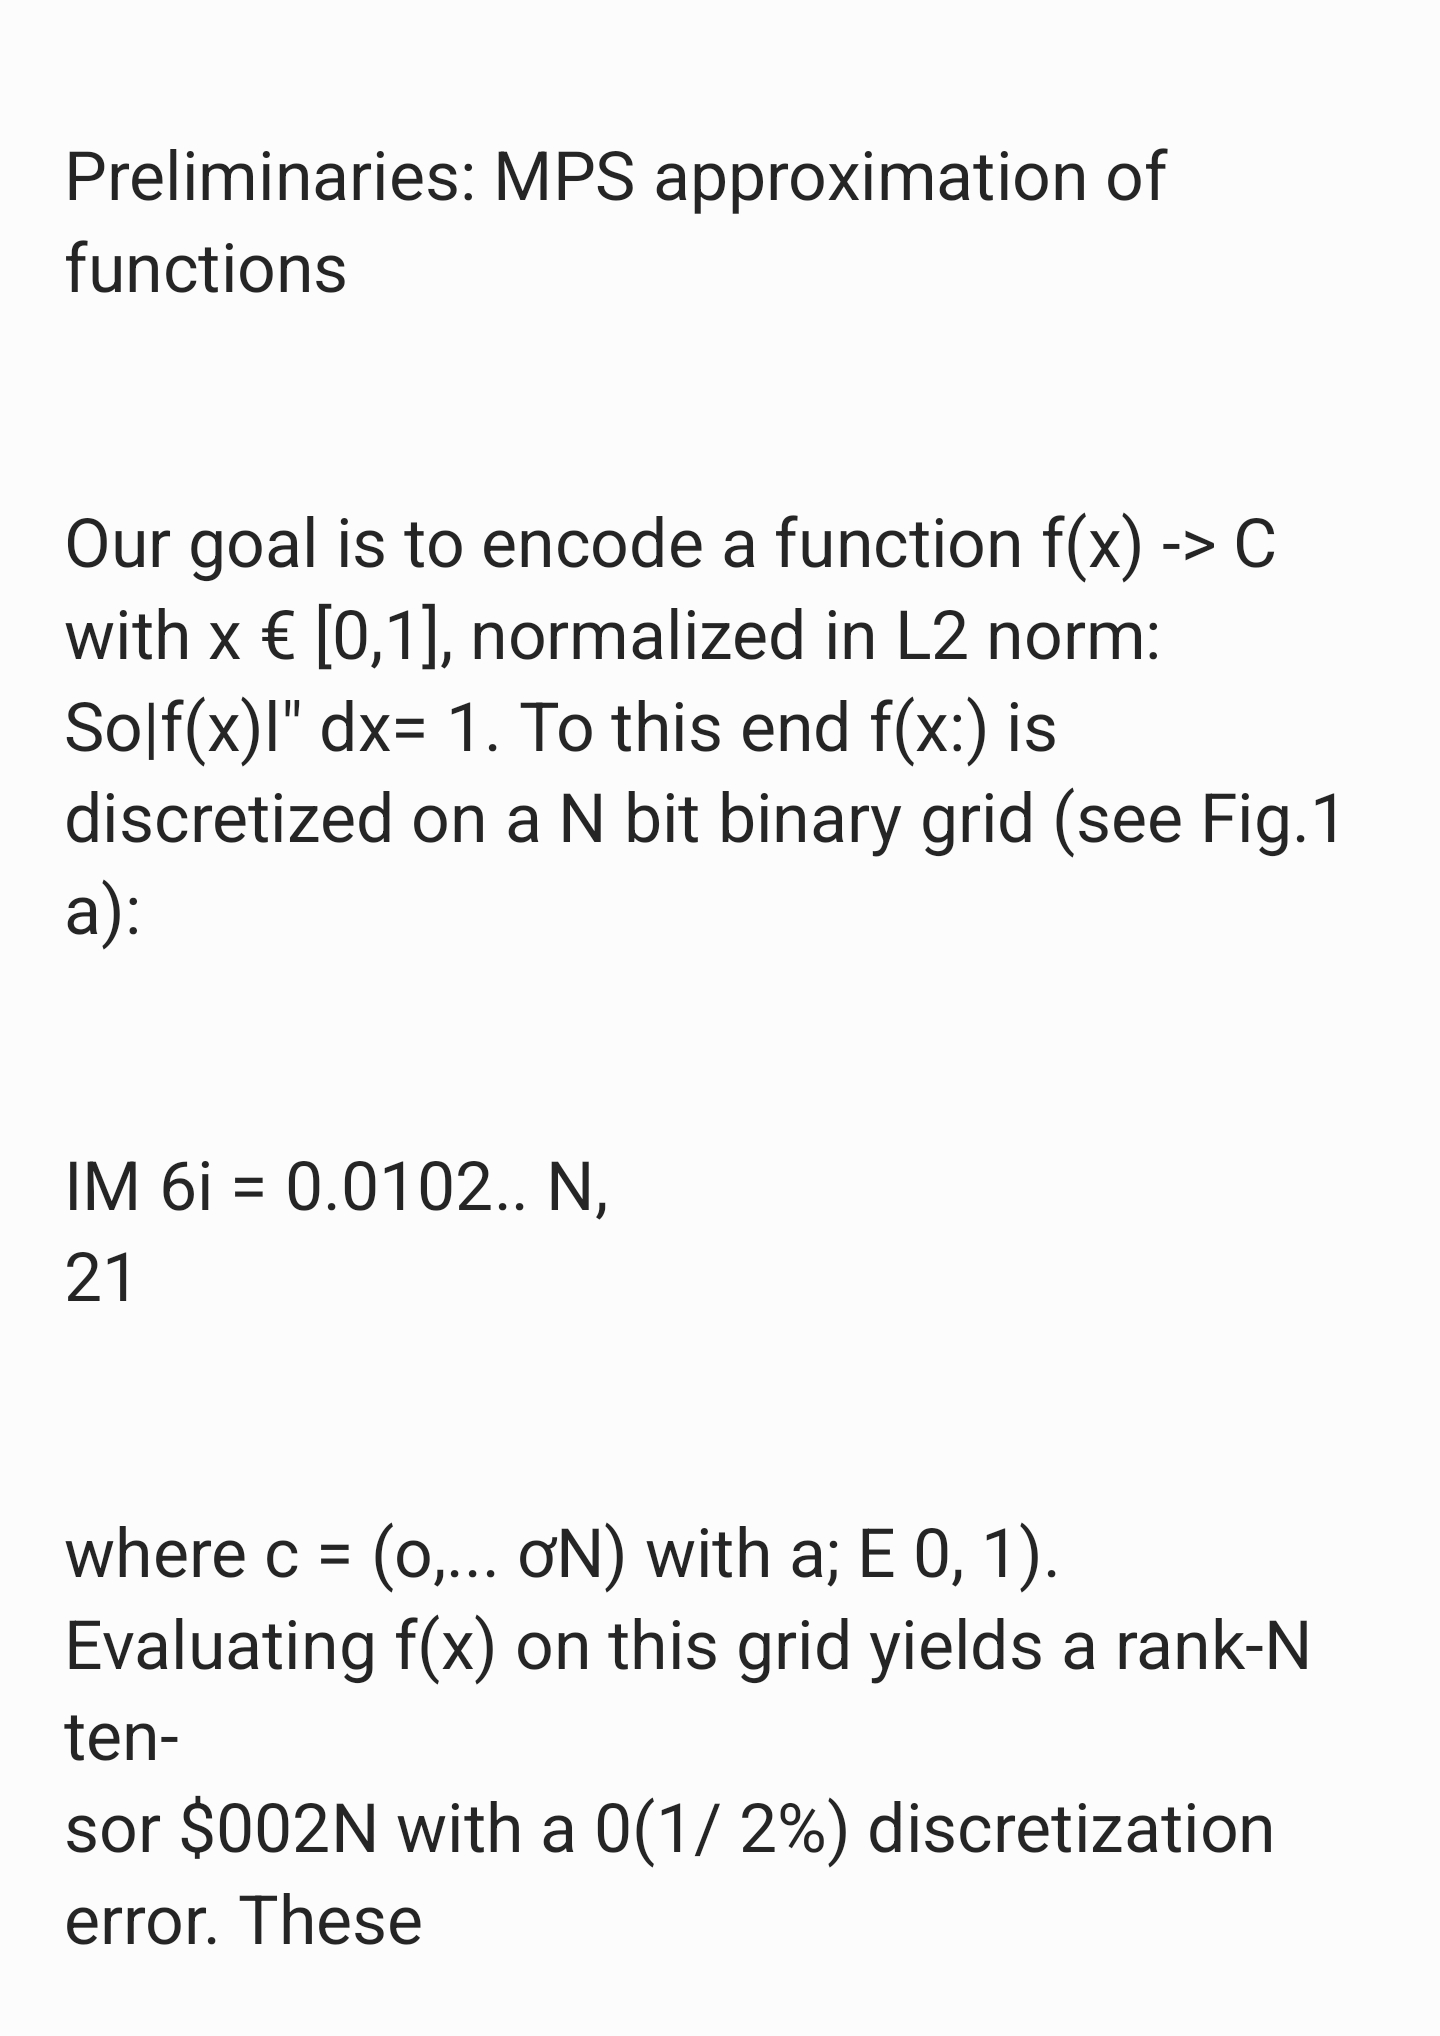 Preliminaries: MPS approximation of
functions
Our goal is to encode a function f(x) -> C
with x € [0,1], normalized in L2 norm:
So|f(x)l" dx= 1. To this end f(x:) is
discretized on a N bit binary grid (see Fig.1
a):
IM 6i = 0.0102.. N,
21
where c = (o,... ơN) with a; E 0, 1).
Evaluating f(x) on this grid yields a rank-N
ten-
sor $002N with a 0(1/ 2%) discretization
error. These